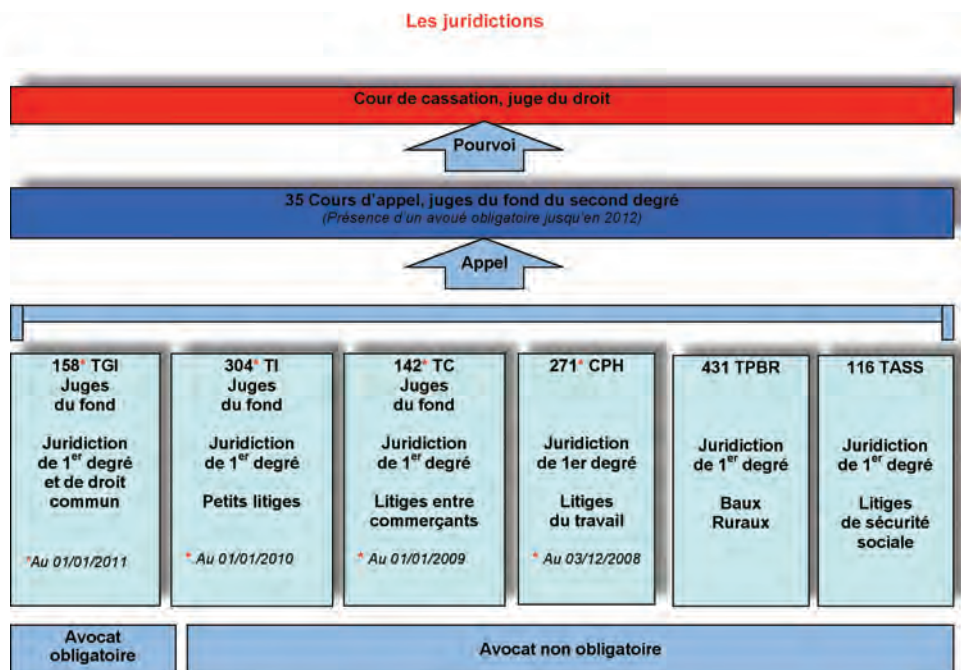 Les juridictions
Cour de cassation, juge du droit
Pourvoi
35 Cours d'appel, juges du fond du second degré
(Présence d'un avoué obligatoire jusqu'en 2012)
Appel
158* TGI
Juges
du fond
Juridiction
de 1er degré
et de droit
commun
*Au 01/01/2011
304* TI
Juges
du fond
Juridiction
de 1er degré
Petits litiges
* Au 01/01/2010
142* TC
Juges
du fond
Juridiction
de 1er degré
Litiges entre
commerçants
* Au 01/01/2009
271* CPH
Juridiction
de 1er degré
Litiges
du travail
* Au 03/12/2008
431 TPBR
Juridiction
de 1er degré
Baux
Ruraux
116 TASS
Juridiction
de 1er degré
Litiges
de sécurité
sociale
Avocat
obligatoire
Avocat non obligatoire